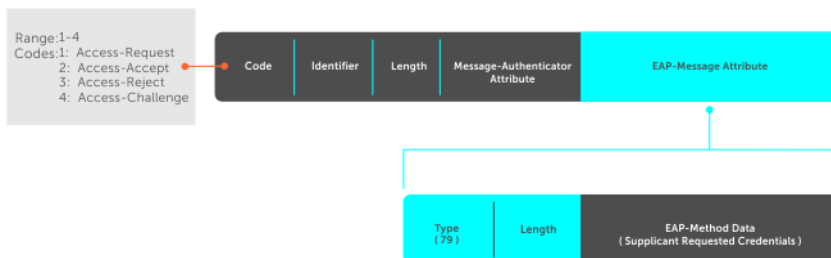 Range:1-4
Codes:1: Access-Request
2: Access-Accept
3: Access-Reject
4: Access-Challenge
Code
Identifier
Length
Message-Authenticator
Attribute
EAP-Message Attribute
Type
( 79 )
Length
EAP-Method Data
( Supplicant Requested Credentials )